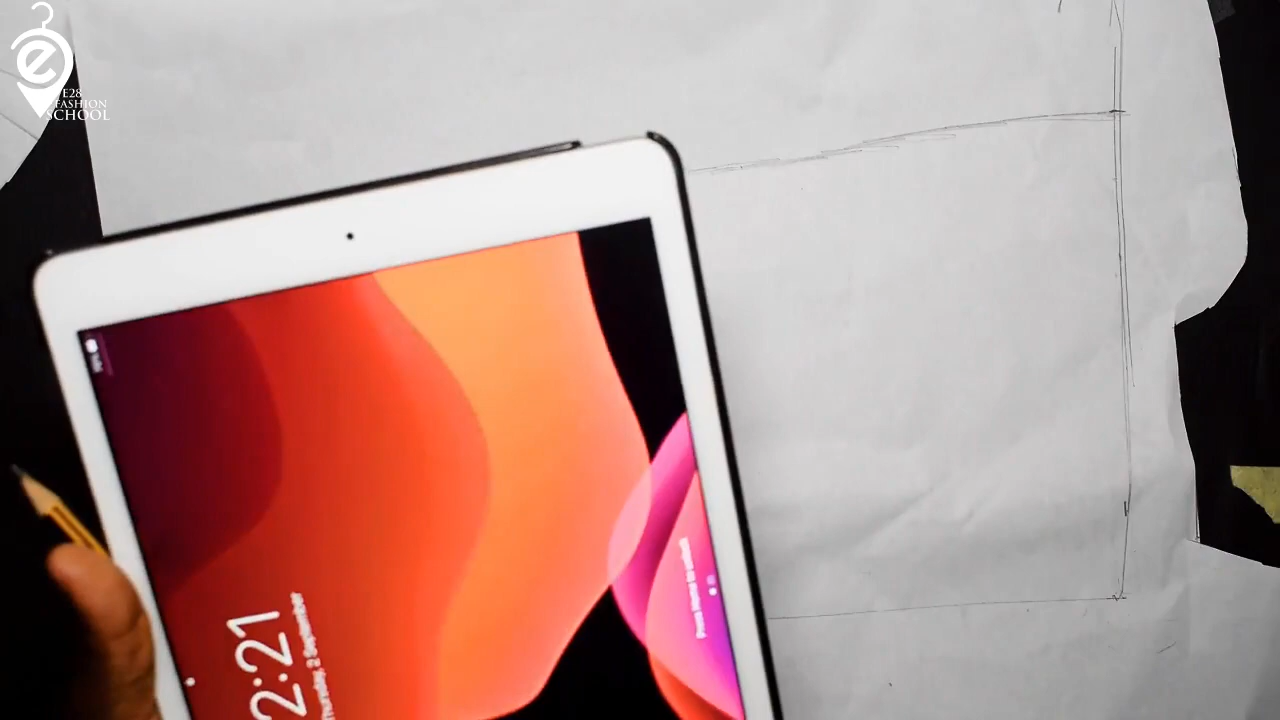 e
E28
FASHION
SCHOOL
2:21
Thursday, 2 September
Press home to unlock